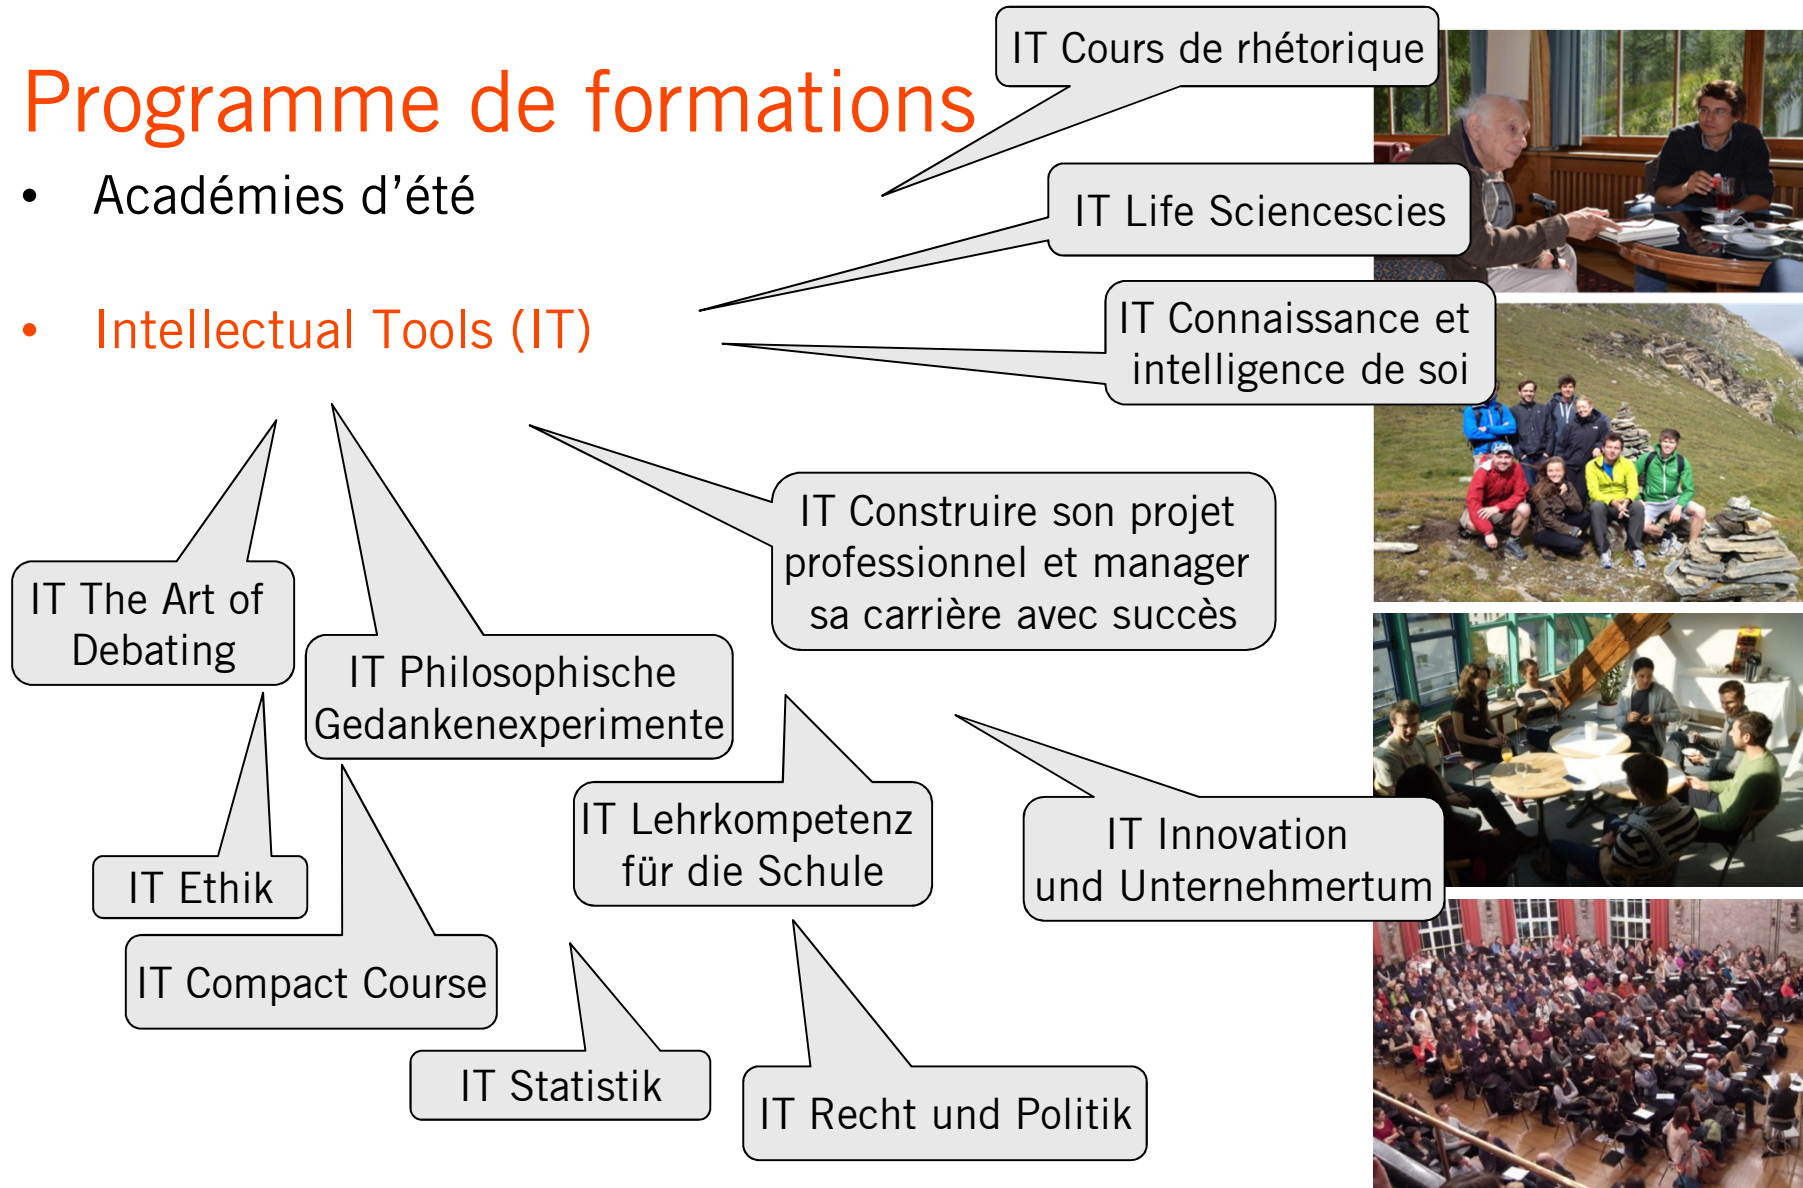 Programme de formations
• Académies d’été
• Intellectual Tools (IT)
IT Cours de rhétorique
IT Life Sciencescies
IT Connaissance et
intelligence de soi
IT Construire son projet
professionnel et manager
sa carrière avec succès
IT The Art of
Debating
IT Philosophische
Gedankenexperimente
IT Lehrkompetenz
für die Schule
IT Innovation
und Unternehmertum
IT Ethik
IT Compact Course
IT Statistik
IT Recht und Politik